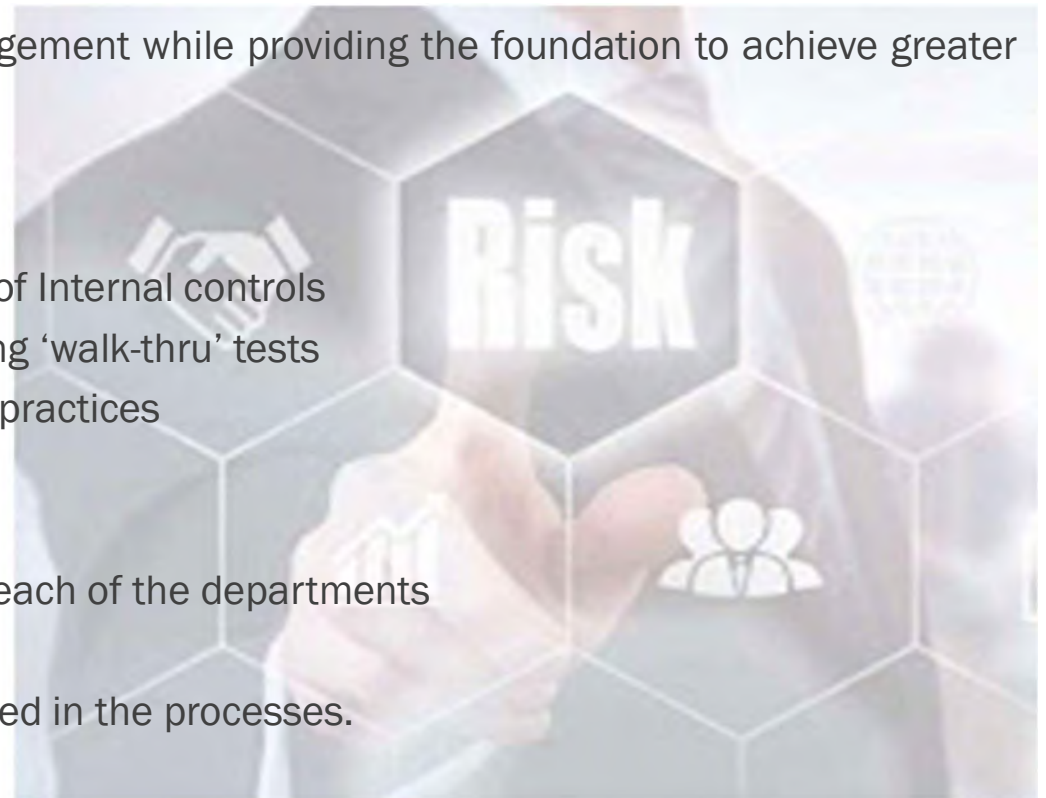 gement while providing the foundation to achieve greater
Risk
of Internal controls
ng ‘walk-thru’ tests
practices
each of the departments
ed in the processes.